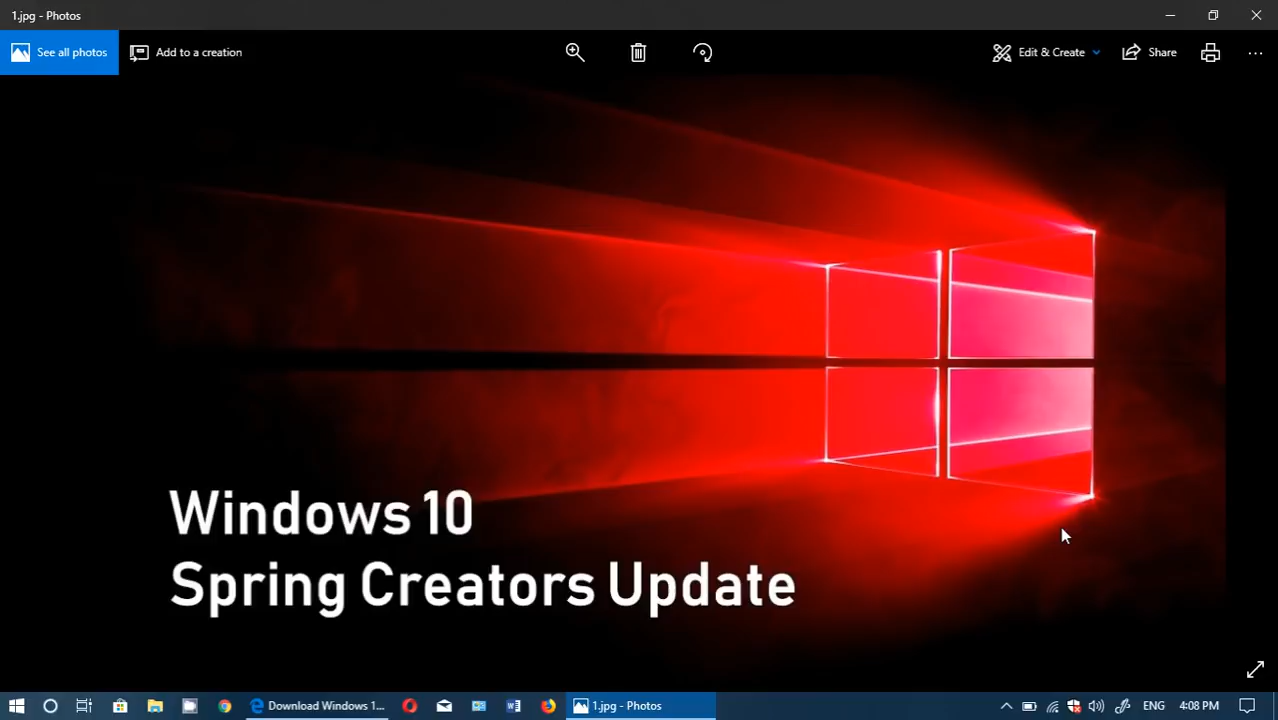 1.jpg - Photos
See all photos
Add to a creation
Edit & Create
Share
Windows 10
Spring Creators Update
Download Windows 1...
1.jpg - Photos
ENG
4:08 PM